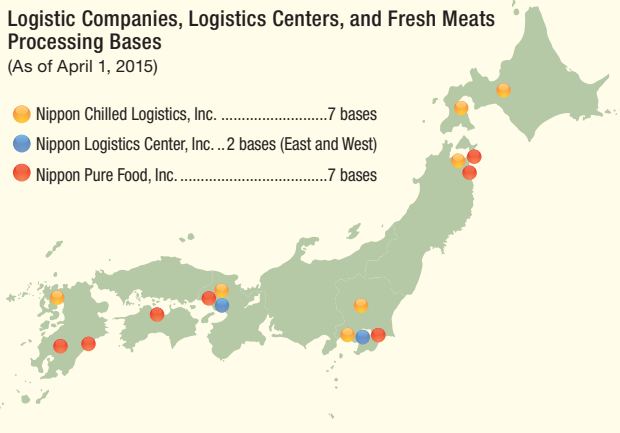 Logistic Companies, Logistics Centers, and Fresh Meats
Processing Bases
(As of April 1, 2015)
Nippon Chilled Logistics, Inc. ..........................7 bases
Nippon Logistics Center, Inc. ..2 bases (East and West)
Nippon Pure Food, Inc. ....................................7 bases